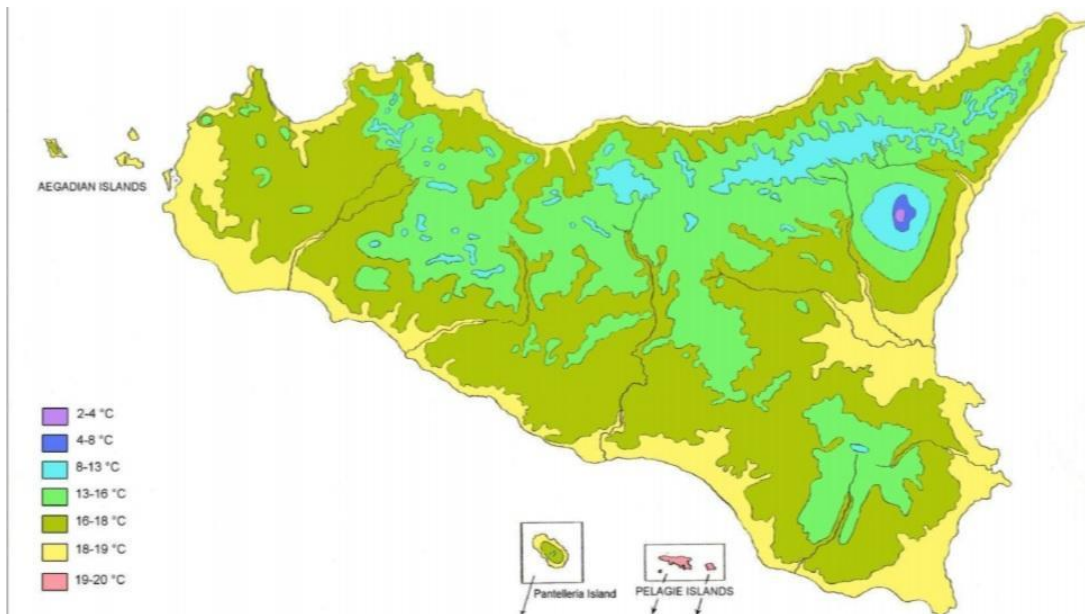 AEGADIAN ISLANDS
2-4 °C
4-8 °C
8-13 °C
13-16 °C
16-18 °C
18-19 °C
19-20 °C
Pantelleria Island
PELAGIE ISLANDS